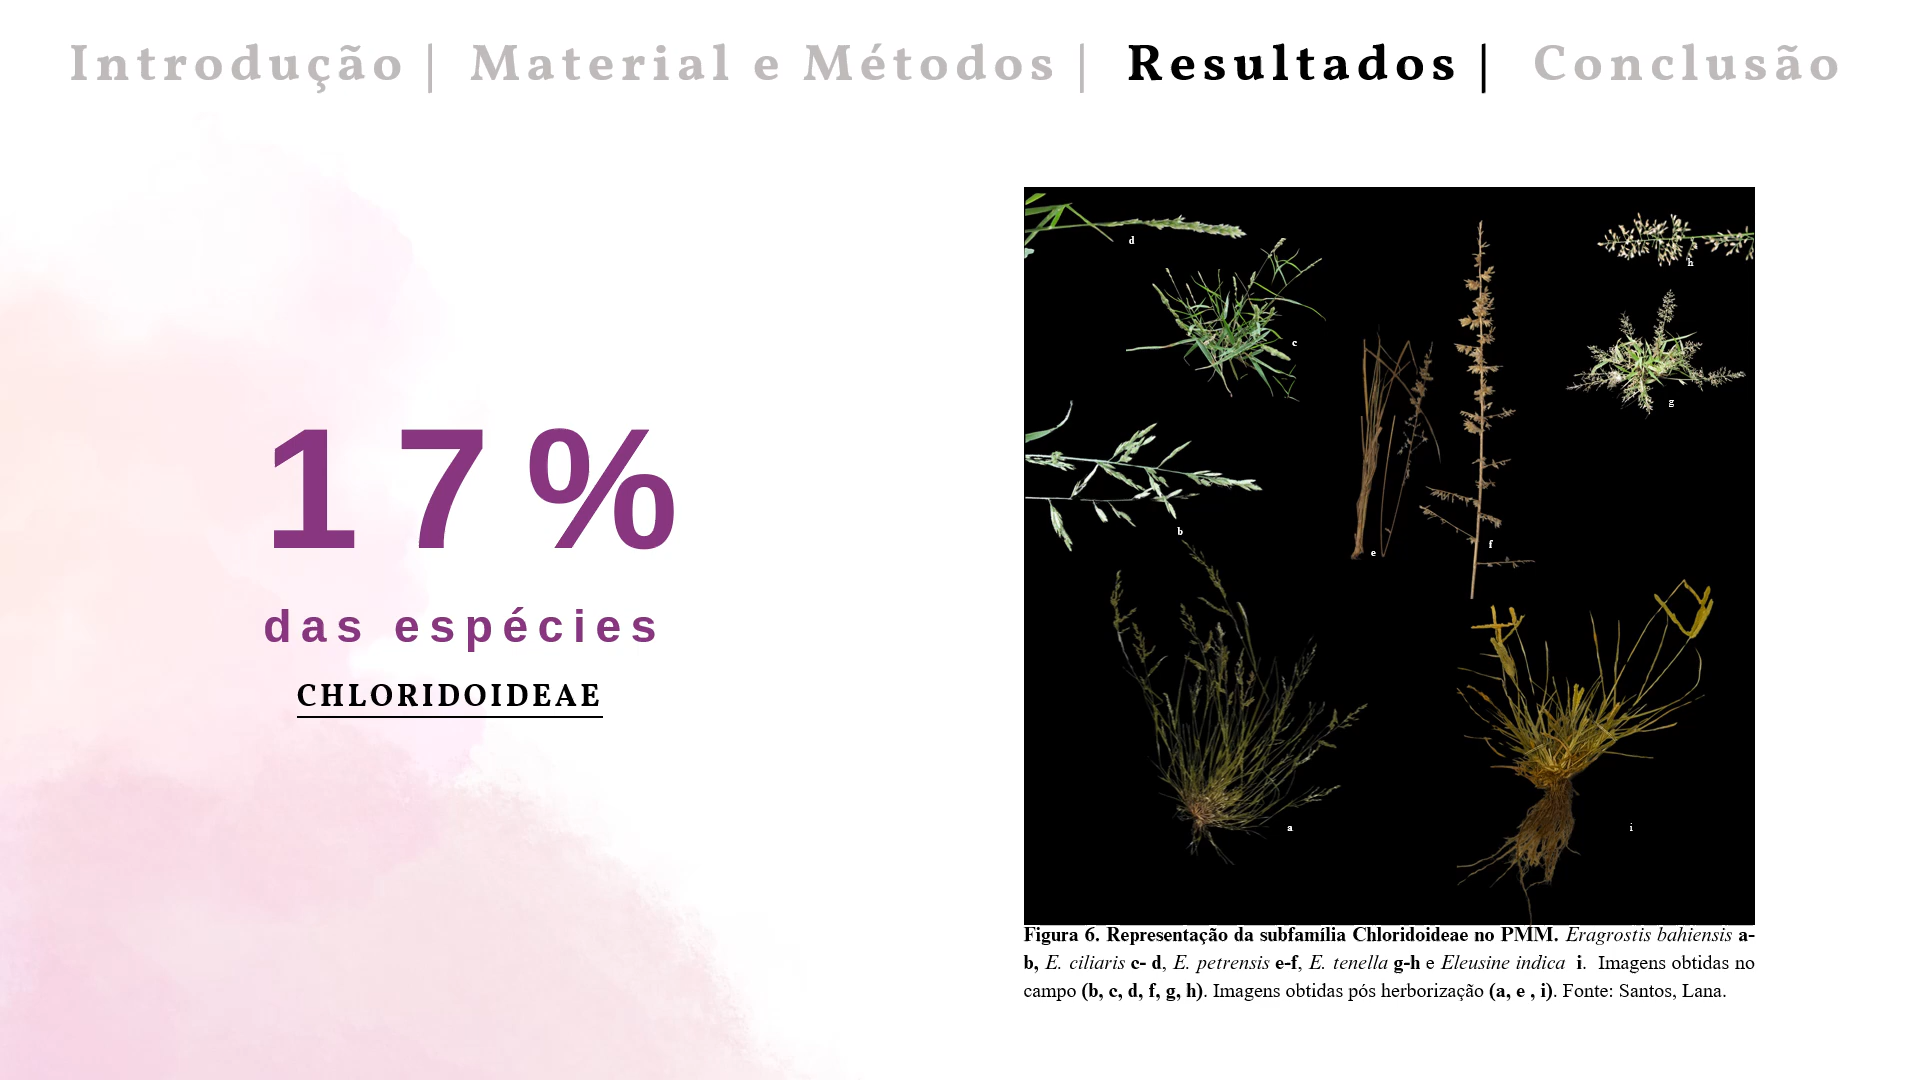 Introdução | Material e Métodos | Resultados | Conclusão
17%
das espécies
CHLORIDOIDEAE
d
h
c
g
b
e
f
a
i
Figura 6. Representação da subfamília Chloridoideae no PMM. Eragrostis bahiensis a-
b, E. ciliaris c- d, E. petrensis e-f, E. tenella g-h e Eleusine indica i. Imagens obtidas no
campo (b, c, d, f, g, h). Imagens obtidas pós herborização (a, e , i). Fonte: Santos, Lana.